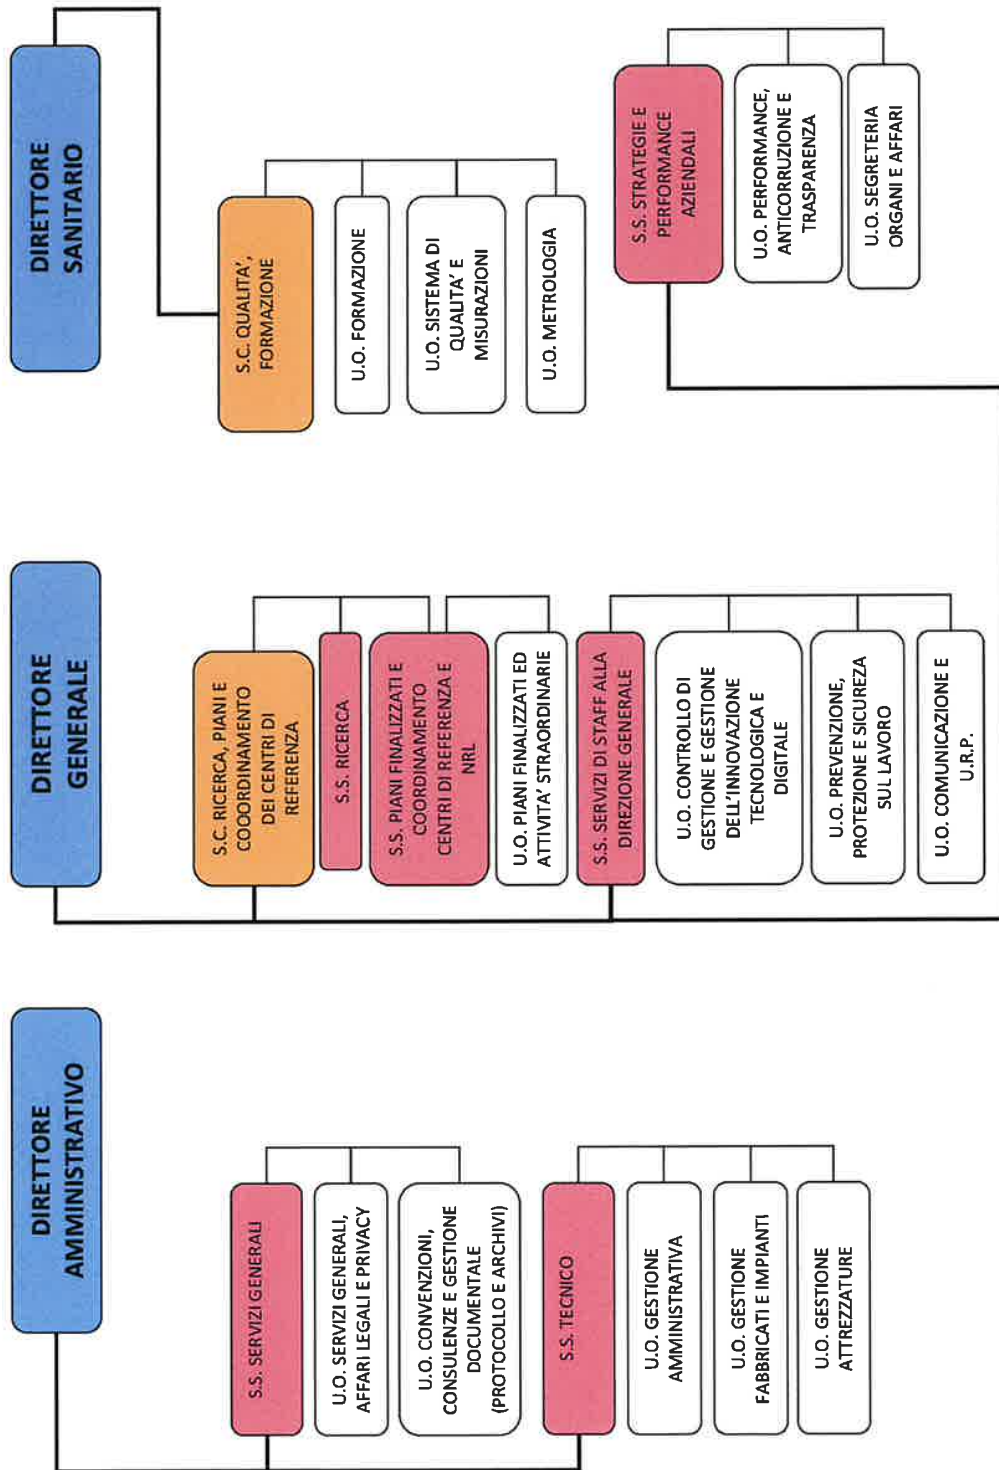 DIRETTORE
AMMINISTRATIVO
S.S. SERVIZI GENERALI
U.O. SERVIZI GENERALI,
AFFARI LEGALI E PRIVACY
U.O. CONVENZIONI,
CONSULENZE E GESTIONE
DOCUMENTALE
(PROTOCOLLO E ARCHIVI)
S.S. TECNICO
U.O. GESTIONE
AMMINISTRATIVA
U.O. GESTIONE
FABBRICATI E IMPIANTI
U.O. GESTIONE
ATTREZZATURE
DIRETTORE
GENERALE
S.C. RICERCA, PIANI E
COOORDINAMENTO
DEI CENTRI DI
REFERENZA
S.S. RICERCA
S.S. PIANI FINALIZZATI E
COORDINAMENTO
CENTRI DI REFERENZA E
NRL
U.O. PIANI FINALIZZATI ED
ATTIVITA' STRAORDINARIE
S.S. SERVIZI DI STAFF ALLA
DIREZIONE GENERALE
U.O. CONTROLLO DI
GESTIONE E GESTIONE
DELL'INNOVAZIONE
TECNOLOGICA E
DIGITALE
U.O. PREVENZIONE,
PROTEZIONE E SICUREZA
SUL LAVORO
U.O. COMUNICAZIONE E
U.R.P.
DIRETTORE
SANITARIO
S.C. QUALITA',
FORMAZIONE
U.O. FORMAZIONE
U.O. SISTEMA DI
QUALITA' E
MISURAZIONI
U.O. METROLOGIA
S.S. STRATEGIE E
PERFORMANCE
AZIENDALI
U.O. PERFORMANCE,
ANTICORRUZIONE E
TRASPARENZA
U.O. SEGRETERIA
ORGANI E AFFARI